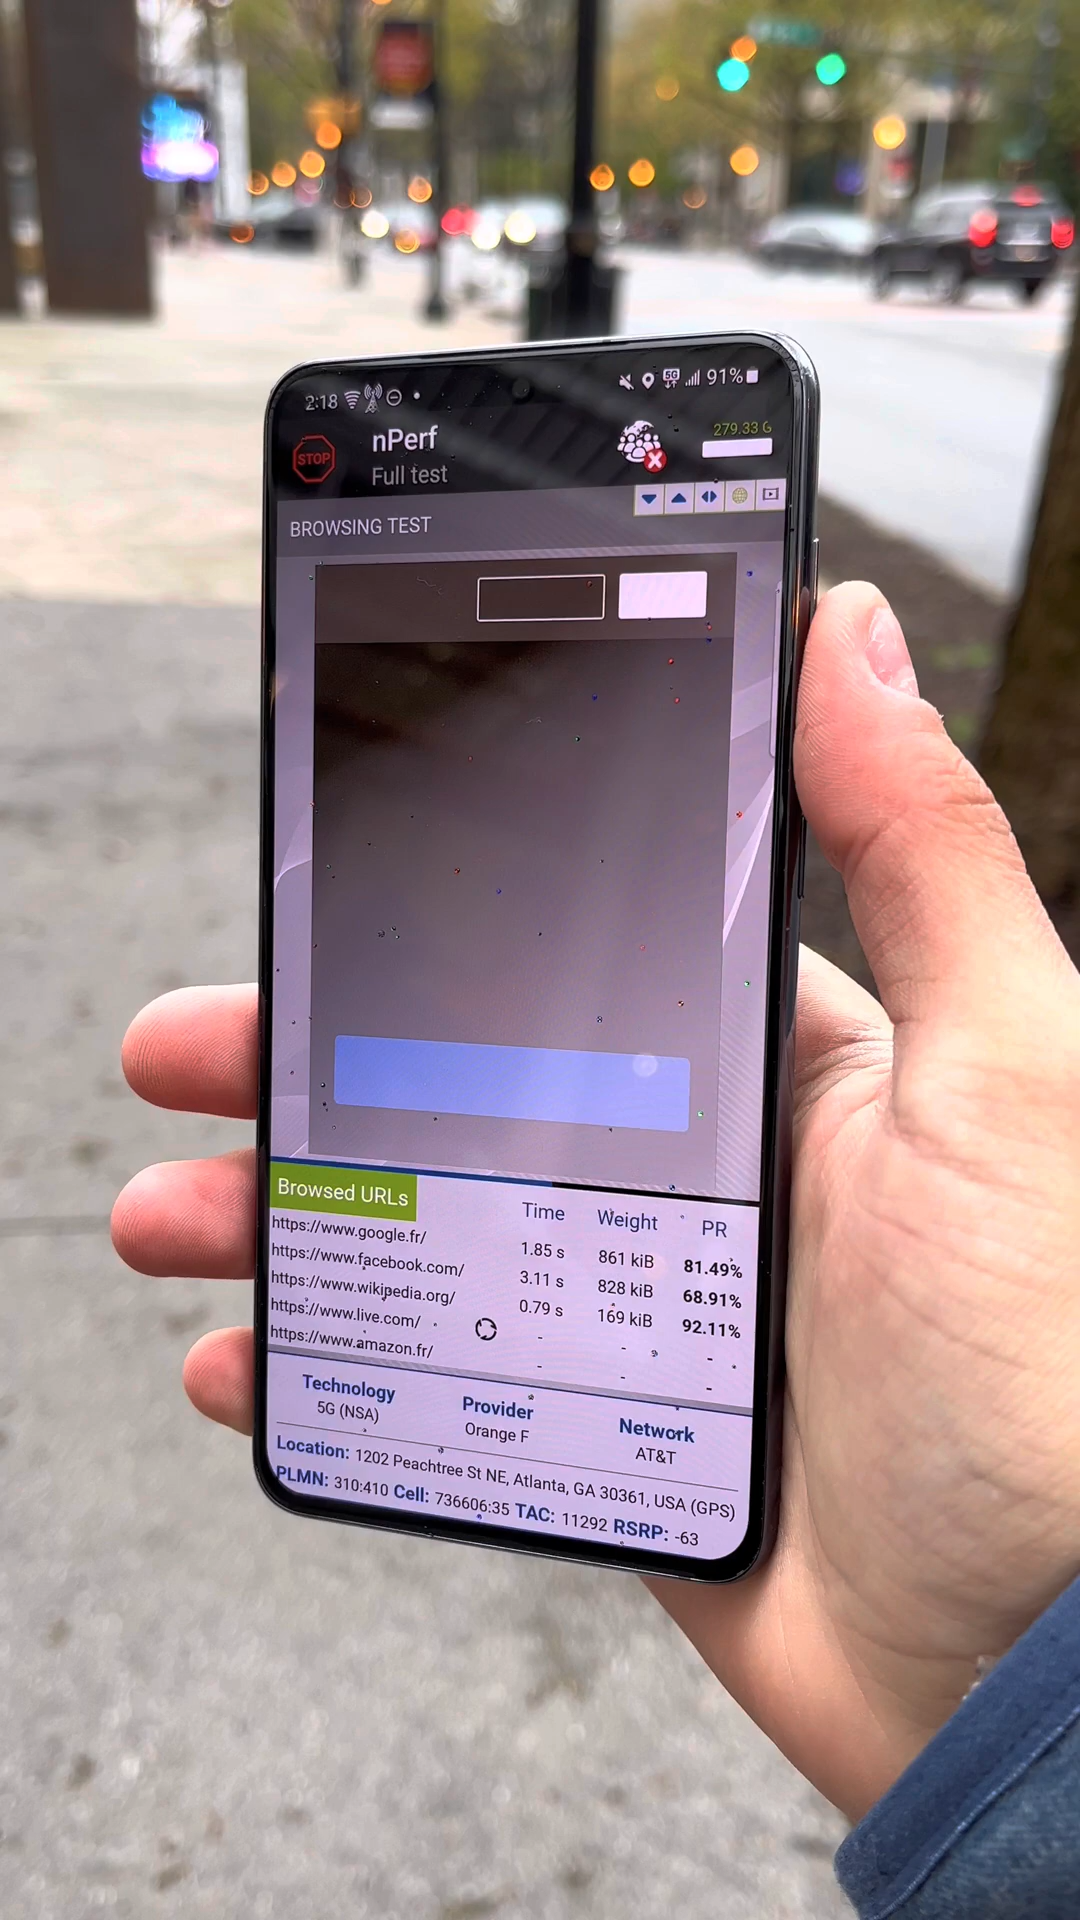 2:18 5G 91%
STOP nPerf 279.33 G
Full test
BROWSING TEST
Browsed URLs Time Weight PR
https://www.google.fr/ 1.85 s 861 kiB 81.49%
https://www.facebook.com/ 3.11 s 828 kiB 68.91%
https://www.wikipedia.org/ 0.79 s 169 kiB 92.11%
https://www.live.com/ - - -
https://www.amazon.fr/ - - -
Technology Provider Network
5G (NSA) Orange F AT&T
Location: 1202 Peachtree St NE, Atlanta, GA 30361, USA (GPS)
PLMN: 310:410 Cell: 736606:35 TAC: 11292 RSRP: -63